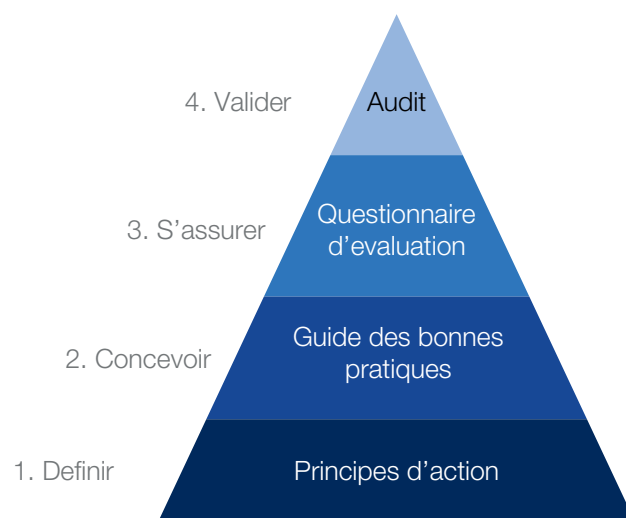 4. Valider
Audit
3. S’assurer
Questionnaire
d’evaluation
2. Concevoir
Guide des bonnes
pratiques
1. Definir
Principes d’action